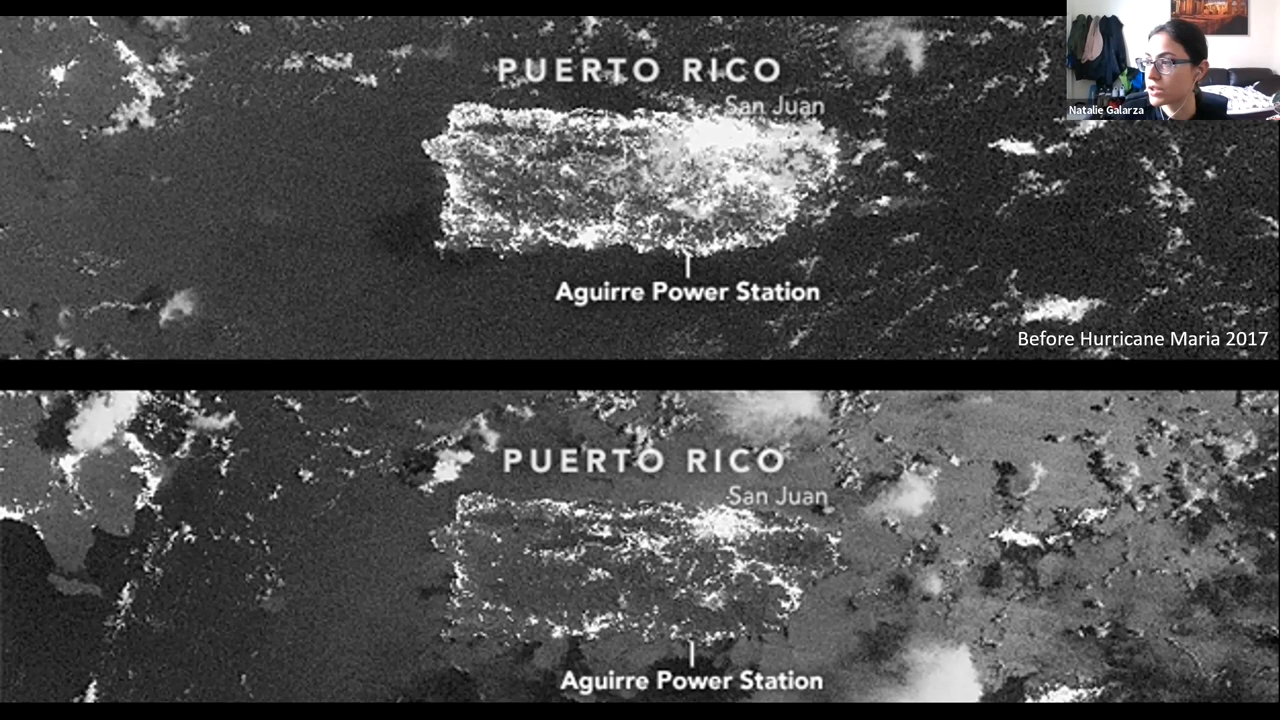 Natalie Galarza
PUERTO RICO
San Juan
Aguirre Power Station
Before Hurricane Maria 2017
PUERTO RICO
San Juan
Aguirre Power Station